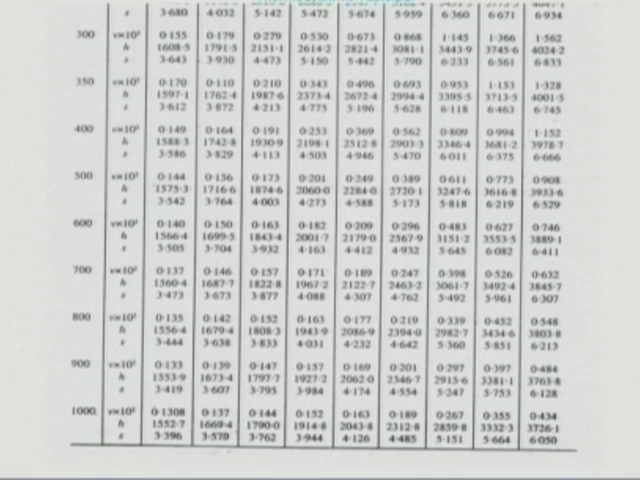 s 3·680 4·032 5·142 5·472 5·674 5·959 6·360 6·671 6·934
300 v×10² 0·155 0·179 0·279 0·530 0·673 0·868 1·145 1·366 1·562
h 1608·5 1791·5 2151·1 2614·2 2821·4 3081·1 3443·9 3745·6 4024·2
s 3·643 3·930 4·473 5·150 5·442 5·790 6·233 6·561 6·833
350 v×10² 0·170 0·110 0·210 0·343 0·496 0·693 0·953 1·153 1·328
h 1597·1 1762·4 1987·6 2373·4 2672·4 2994·4 3395·5 3713·5 4001·5
s 3·612 3·872 4·213 4·775 5·196 5·628 6·118 6·463 6·745
400 v×10² 0·149 0·164 0·191 0·253 0·369 0·562 0·809 0·994 1·152
h 1588·3 1742·8 1930·9 2198·1 2512·8 2903·3 3346·4 3681·2 3978·7
s 3·586 3·829 4·113 4·503 4·946 5·470 6·011 6·375 6·666
500 v×10² 0·144 0·156 0·173 0·201 0·249 0·389 0·611 0·773 0·908
h 1575·3 1716·6 1874·6 2060·0 2284·0 2720·1 3247·6 3616·8 3933·6
s 3·542 3·764 4·003 4·273 4·588 5·173 5·818 6·219 6·529
600 v×10² 0·140 0·150 0·163 0·182 0·209 0·296 0·483 0·627 0·746
h 1566·4 1699·5 1843·4 2001·7 2179·0 2567·9 3151·2 3553·5 3889·1
s 3·505 3·704 3·932 4·163 4·412 4·932 5·645 6·082 6·411
700 v×10² 0·137 0·146 0·157 0·171 0·189 0·247 0·398 0·526 0·632
h 1560·4 1687·7 1822·8 1967·2 2122·7 2463·2 3061·7 3492·4 3845·7
s 3·473 3·673 3·877 4·088 4·307 4·762 5·492 5·961 6·307
800 v×10² 0·135 0·142 0·152 0·163 0·177 0·219 0·339 0·452 0·548
h 1556·4 1679·4 1808·3 1943·9 2086·9 2394·0 2982·7 3434·6 3803·8
s 3·444 3·638 3·833 4·031 4·232 4·642 5·360 5·851 6·213
900 v×10² 0·133 0·139 0·147 0·157 0·169 0·201 0·297 0·397 0·484
h 1553·9 1673·4 1797·7 1927·2 2062·0 2346·7 2915·6 3381·1 3763·8
s 3·419 3·607 3·795 3·984 4·174 4·554 5·247 5·753 6·128
1000 v×10² 0·1308 0·137 0·144 0·152 0·163 0·189 0·267 0·355 0·434
h 1552·7 1669·4 1790·0 1914·8 2043·8 2312·8 2859·8 3332·3 3726·1
s 3·396 3·579 3·762 3·944 4·126 4·485 5·151 5·664 6·050